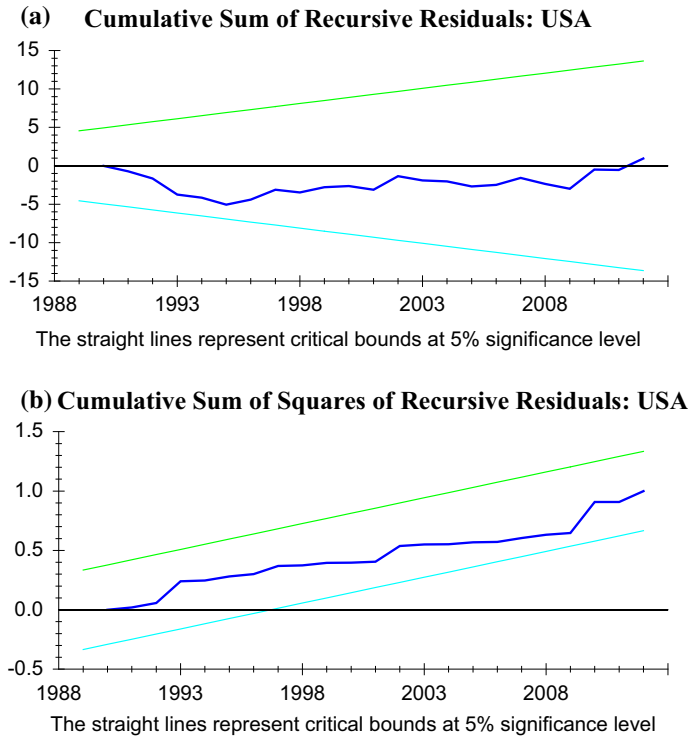 (a) Cumulative Sum of Recursive Residuals: USA
15
10
5
0
-5
-10
-15
1988 1993 1998 2003 2008
The straight lines represent critical bounds at 5% significance level
(b) Cumulative Sum of Squares of Recursive Residuals: USA
1.5
1.0
0.5
0.0
-0.5
1988 1993 1998 2003 2008
The straight lines represent critical bounds at 5% significance level